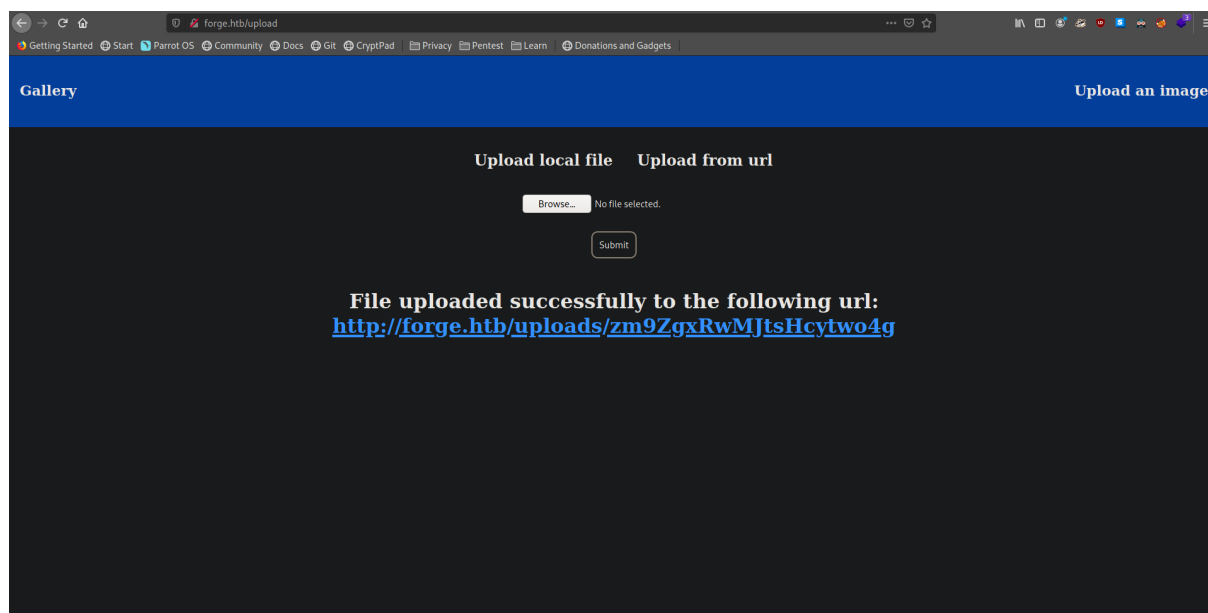 forge.htb/upload
Getting Started Start Parrot OS Community Docs Git CryptPad Privacy Pentest Learn Donations and Gadgets
Gallery Upload an image
Upload local file Upload from url
Browse... No file selected.
Submit
File uploaded successfully to the following url:
http://forge.htb/uploads/zm9ZgxRwMJtsHcytwo4g